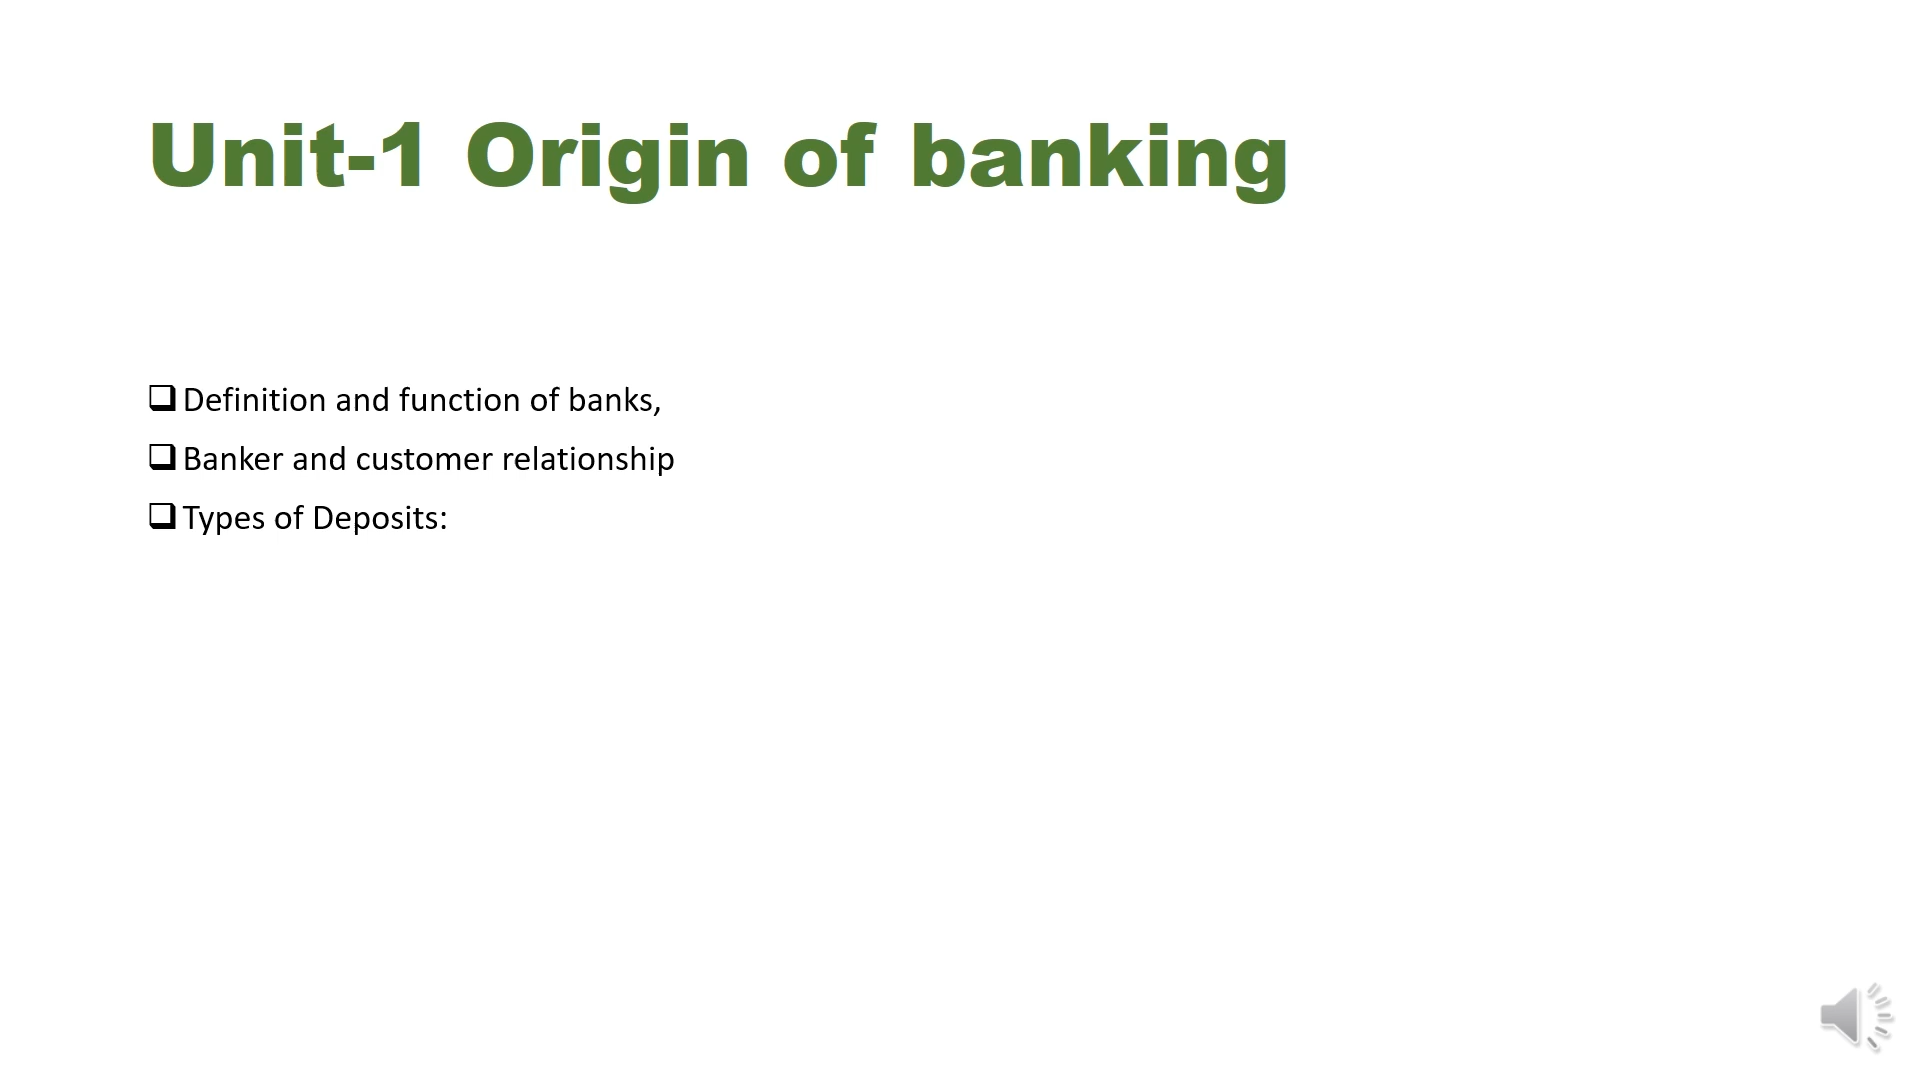 Unit-1 Origin of banking
❑ Definition and function of banks,
❑ Banker and customer relationship
❑ Types of Deposits: